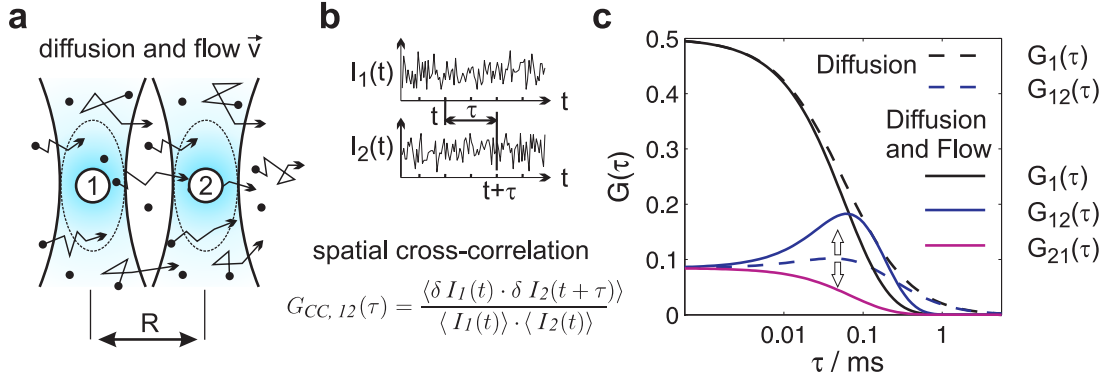 a
diffusion and flow v⃗
1
2
R
b
I₁(t)
t
t
τ
I₂(t)
t
t+τ
spatial cross-correlation
G_{CC, 12}(τ) = ⟨δ I₁(t) · δ I₂(t+τ)⟩ / ⟨ I₁(t)⟩ · ⟨ I₂(t)⟩
c
G(τ)
0.5
0.4
0.3
0.2
0.1
0
0.01
0.1
1
τ / ms
Diffusion
G₁(τ)
G₁₂(τ)
Diffusion
and Flow
G₁(τ)
G₁₂(τ)
G₂₁(τ)